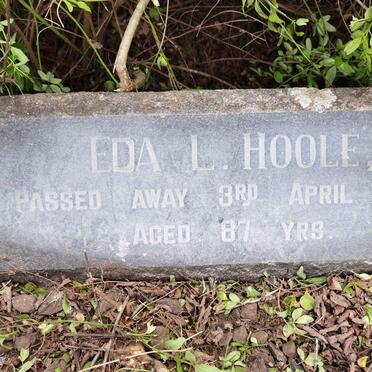 EDA L. HOOLE,
PASSED AWAY 3RD APRIL
AGED 87 YRS.